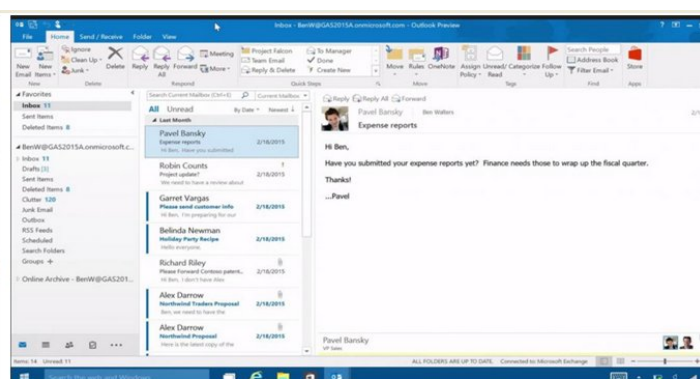 Inbox - BenW@GAS2015A.onmicrosoft.com - Outlook Preview
File Home Send / Receive Folder View
New Email
New Items
Ignore
Clean Up
Junk
Delete
Reply
Reply All
Forward
Meeting
More
Project Falcon
Team Email
Reply & Delete
To Manager
Done
Create New
Move
Rules
OneNote
Assign Policy
Unread/ Read
Categorize
Follow Up
Search People
Address Book
Filter Email
Store
Delete
Respond
Quick Steps
Move
Tags
Find
Apps
Favorites
Inbox 11
Sent Items
Deleted Items 8
BenW@GAS2015A.onmicrosoft.c...
Inbox 11
Drafts [3]
Sent Items
Deleted Items 8
Clutter 120
Junk Email
Outbox
RSS Feeds
Scheduled
Search Folders
Groups +
Online Archive - BenW@GAS201...
Search Current Mailbox (Ctrl+E) Current Mailbox
All Unread By Date Newest ↓
Last Month
Pavel Bansky
Expense reports 2/18/2015
Hi Ben, Have you submitted
Robin Counts
Project update? 2/18/2015
We need to have a review about
Garret Vargas
Please send customer info 2/18/2015
Hi Ben, I'm preparing for our
Belinda Newman
Holiday Party Recipe 2/18/2015
Hello everyone,
Richard Riley
Please Forward Contoso patent.. 2/18/2015
Hi Ben, I don't have Alex
Alex Darrow
Northwind Traders Proposal 2/18/2015
Ben, we need to have the
Alex Darrow
Northwind Proposal 2/18/2015
Here is the latest copy of the
Reply Reply All Forward
Pavel Bansky Ben Walters
Expense reports
Hi Ben,
Have you submitted your expense reports yet? Finance needs those to wrap up the fiscal quarter.
Thanks!
...Pavel
Pavel Bansky
VP Sales
Items: 14 Unread: 11
ALL FOLDERS ARE UP TO DATE. Connected to Microsoft Exchange
Search the web and Windows